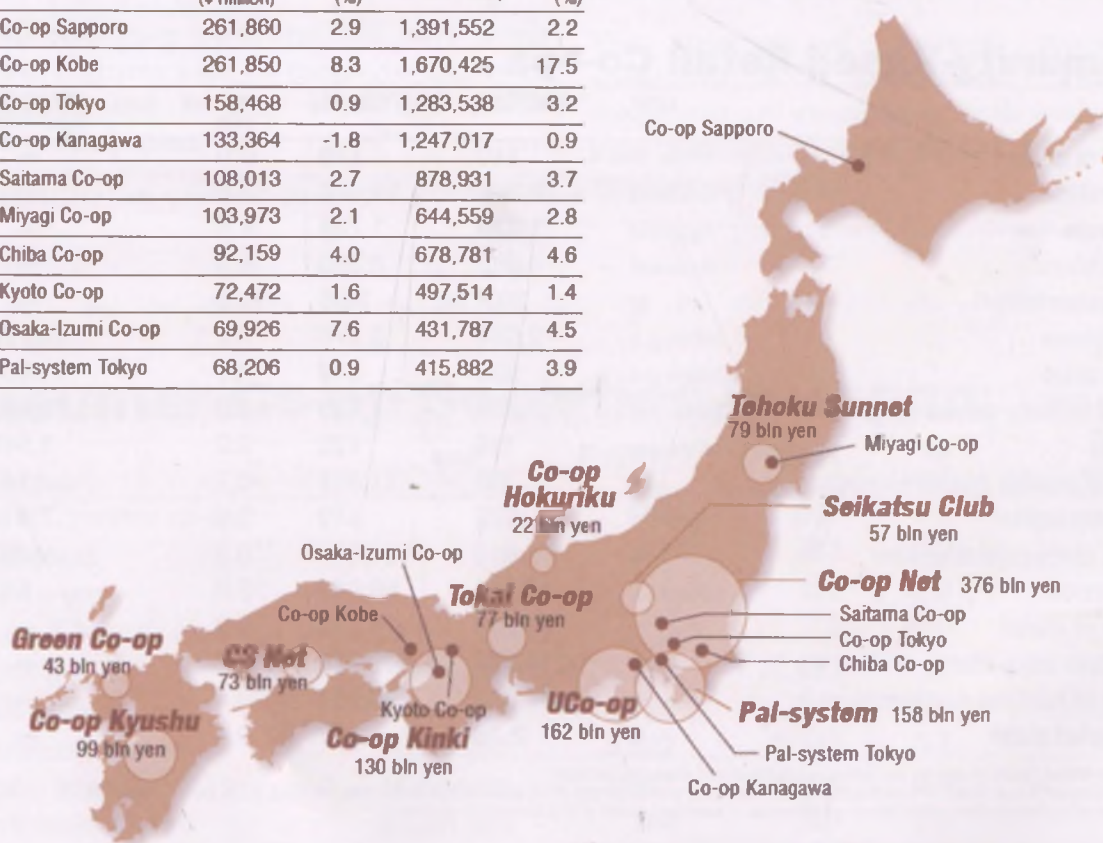 Co-op Sapporo 261,860 2.9 1,391,552 2.2
Co-op Kobe 261,850 8.3 1,670,425 17.5
Co-op Tokyo 158,468 0.9 1,283,538 3.2
Co-op Kanagawa 133,364 -1.8 1,247,017 0.9
Saitama Co-op 108,013 2.7 878,931 3.7
Miyagi Co-op 103,973 2.1 644,559 2.8
Chiba Co-op 92,159 4.0 678,781 4.6
Kyoto Co-op 72,472 1.6 497,514 1.4
Osaka-Izumi Co-op 69,926 7.6 431,787 4.5
Pal-system Tokyo 68,206 0.9 415,882 3.9
Co-op Sapporo
Tohoku Sunnet
79 bln yen
Miyagi Co-op
Co-op
Hokuriku
22 bln yen
Seikatsu Club
57 bln yen
Osaka-Izumi Co-op
Co-op Net 376 bln yen
Tokai Co-op
77 bln yen
Co-op Kobe
Saitama Co-op
Co-op Tokyo
Chiba Co-op
Green Co-op
43 bln yen
CS Net
73 bln yen
Kyoto Co-op
UCo-op
162 bln yen
Pal-system 158 bln yen
Co-op Kyushu
99 bln yen
Co-op Kinki
130 bln yen
Pal-system Tokyo
Co-op Kanagawa